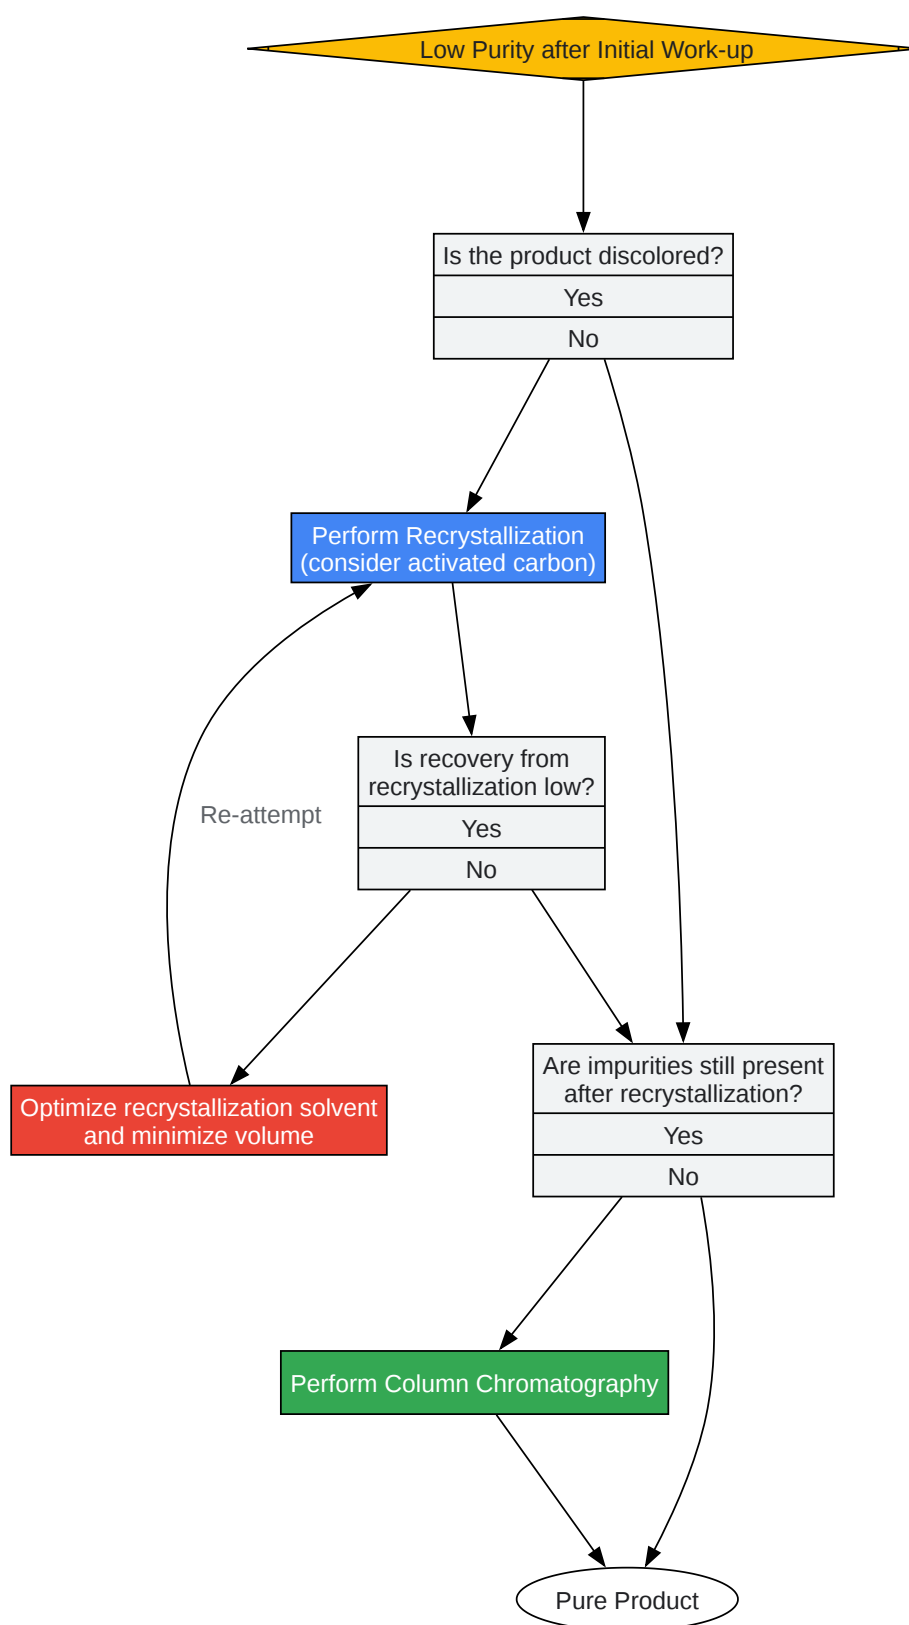 Low Purity after Initial Work-up
Is the product discolored?
Yes
No
Perform Recrystallization
(consider activated carbon)
Is recovery from
recrystallization low?
Yes
No
Re-attempt
Optimize recrystallization solvent
and minimize volume
Are impurities still present
after recrystallization?
Yes
No
Perform Column Chromatography
Pure Product